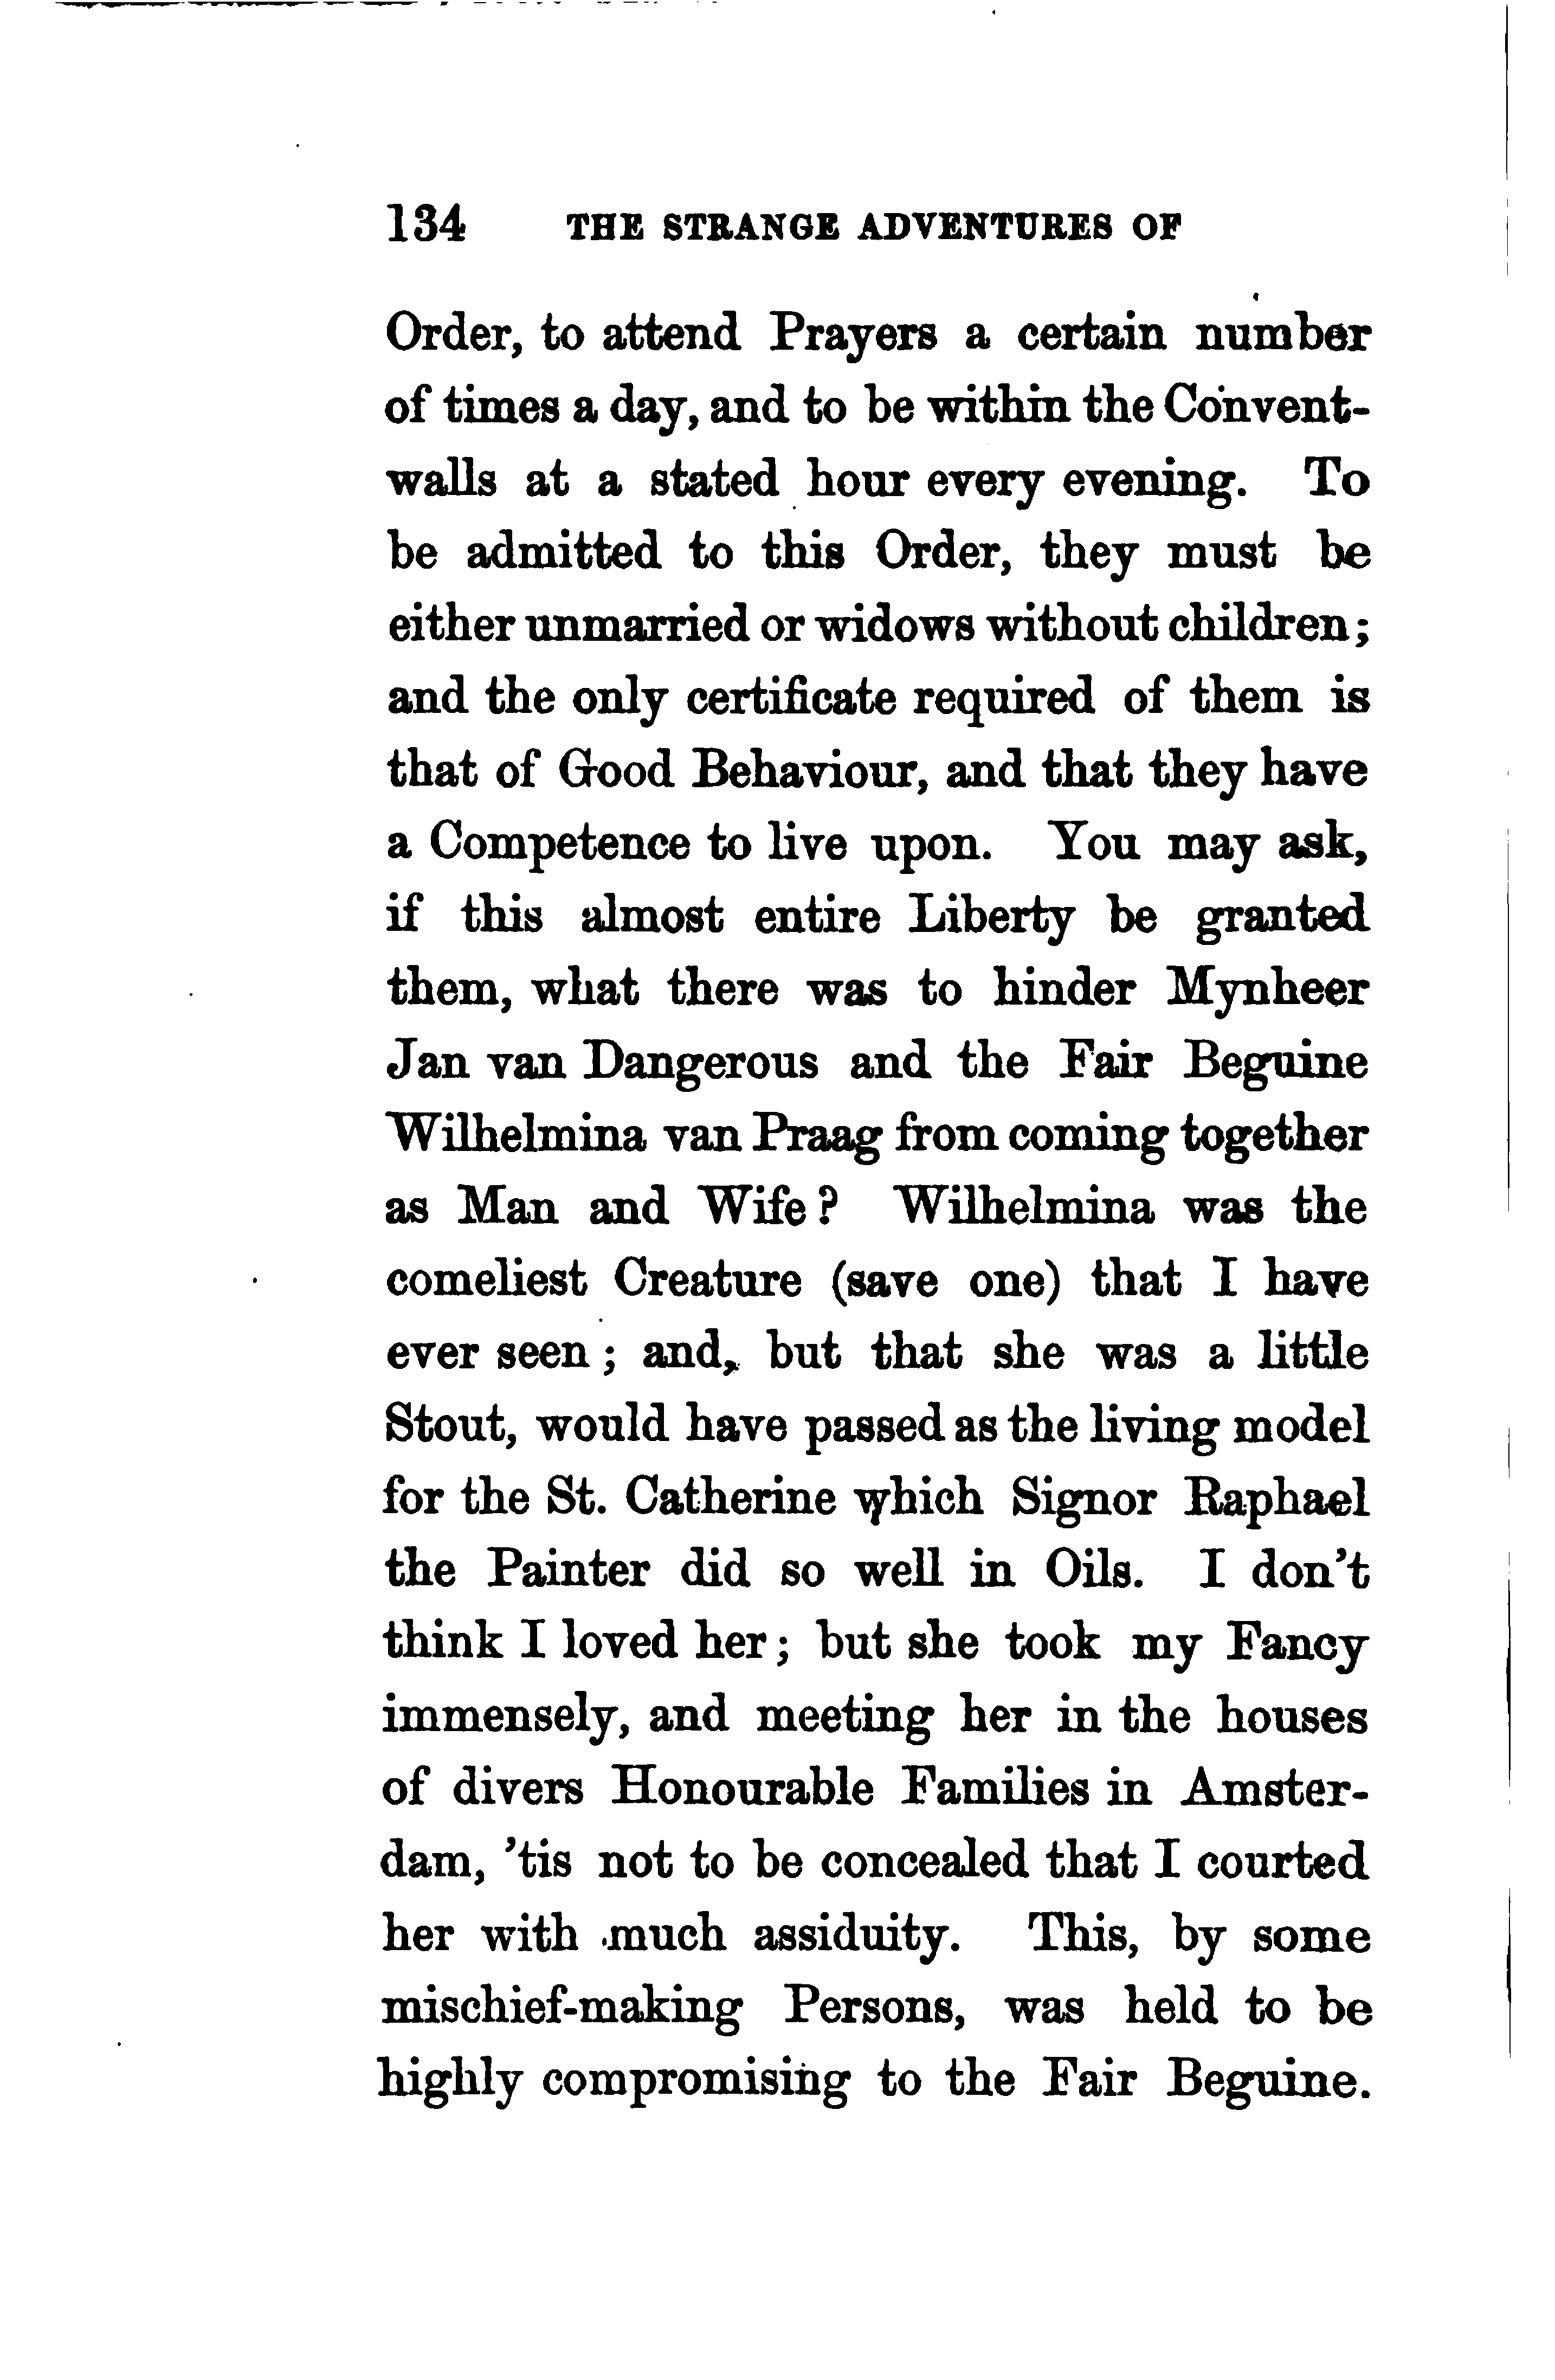 134 THE STRANGE ADVENTURES OF
Order, to attend Prayers a certain number
of times a day, and to be within the Convent-
walls at a stated hour every evening. To
be admitted to this Order, they must be
either unmarried or widows without children;
and the only certificate required of them is
that of Good Behaviour, and that they have
a Competence to live upon. You may ask,
if this almost entire Liberty be granted
them, what there was to hinder Mynheer
Jan van Dangerous and the Fair Beguine
Wilhelmina van Praag from coming together
as Man and Wife? Wilhelmina was the
comeliest Creature (save one) that I have
ever seen; and, but that she was a little
Stout, would have passed as the living model
for the St. Catherine which Signor Raphael
the Painter did so well in Oils. I don't
think I loved her; but she took my Fancy
immensely, and meeting her in the houses
of divers Honourable Families in Amster-
dam, 'tis not to be concealed that I courted
her with much assiduity. This, by some
mischief-making Persons, was held to be
highly compromising to the Fair Beguine.